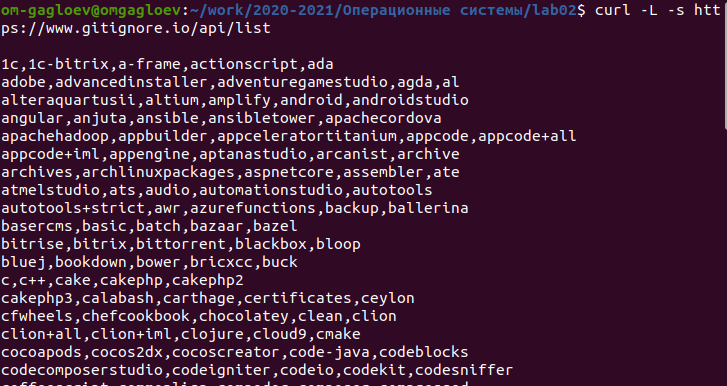 om-gagloev@omgagloev:~/work/2020-2021/Операционные системы/lab02$ curl -L -s htt
ps://www.gitignore.io/api/list

1c,1c-bitrix,a-frame,actionscript,ada
adobe,advancedinstaller,adventuregamestudio,agda,al
alteraquartusii,altium,amplify,android,androidstudio
angular,anjuta,ansible,ansibletower,apachecordova
apachehadoop,appbuilder,appceleratortitanium,appcode,appcode+all
appcode+iml,appengine,aptanastudio,arcanist,archive
archives,archlinuxpackages,aspnetcore,assembler,ate
atmelstudio,ats,audio,automationstudio,autotools
autotools+strict,awr,azurefunctions,backup,ballerina
basercms,basic,batch,bazaar,bazel
bitrise,bitrix,bittorrent,blackbox,bloop
bluej,bookdown,bower,bricxcc,buck
c,c++,cake,cakephp,cakephp2
cakephp3,calabash,carthage,certificates,ceylon
cfwheels,chefcookbook,chocolatey,clean,clion
clion+all,clion+iml,clojure,cloud9,cmake
cocoapods,cocos2dx,cocoscreator,code-java,codeblocks
codecomposerstudio,codeigniter,codeio,codekit,codesniffer